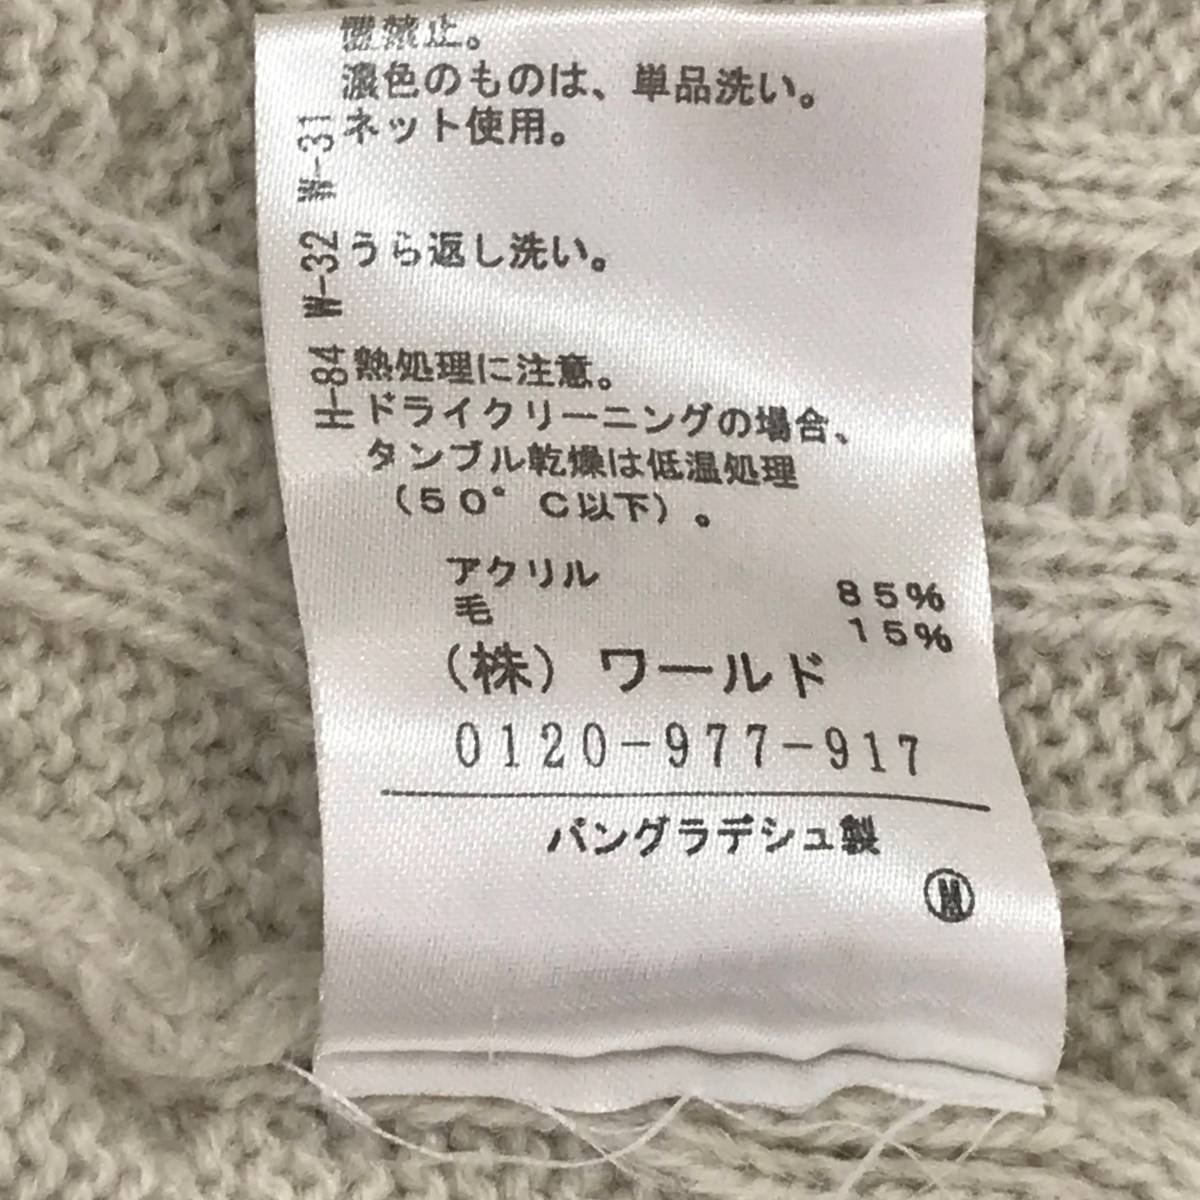 禁止。
濃色のものは、単品洗い。
W-31 ネット使用。
W-32 うら返し洗い。
H-84 熱処理に注意。
ドライクリーニングの場合、
タンブル乾燥は低温処理
（50°C以下）。
アクリル 85%
毛 15%
（株）ワールド
0120-977-917
バングラデシュ製